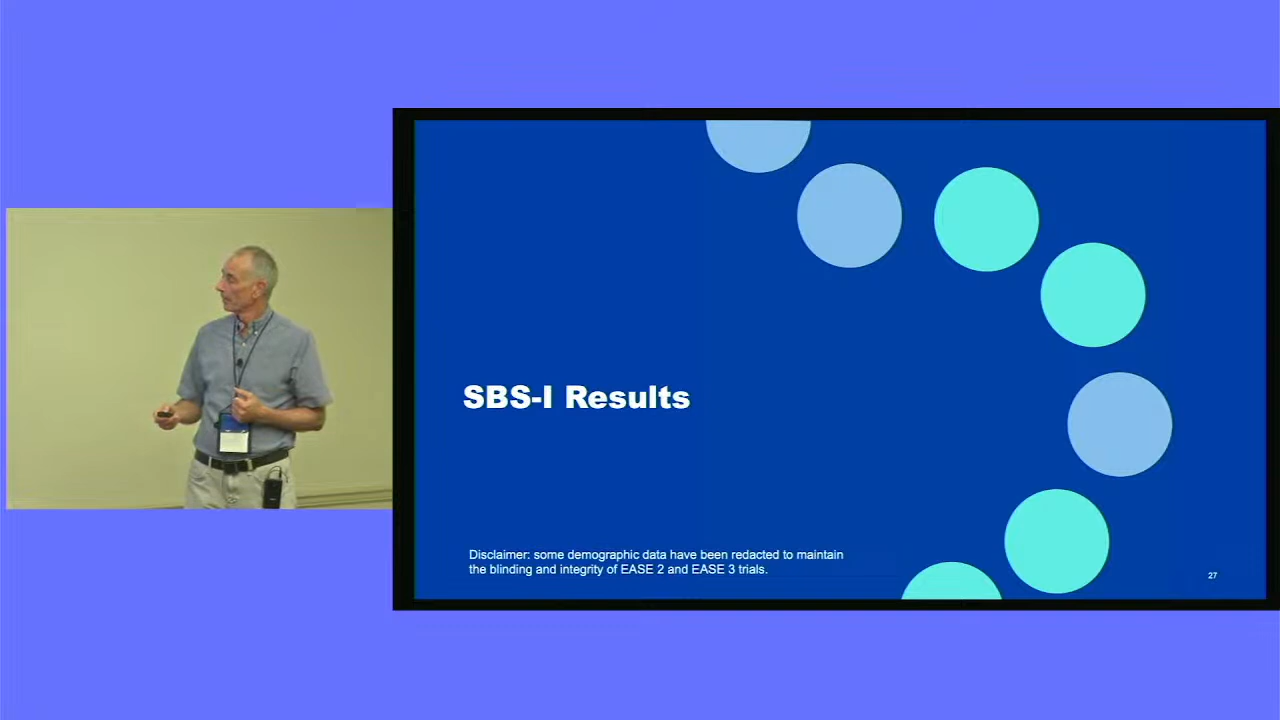 SBS-I Results
Disclaimer: some demographic data have been redacted to maintain
the blinding and integrity of EASE 2 and EASE 3 trials.
27